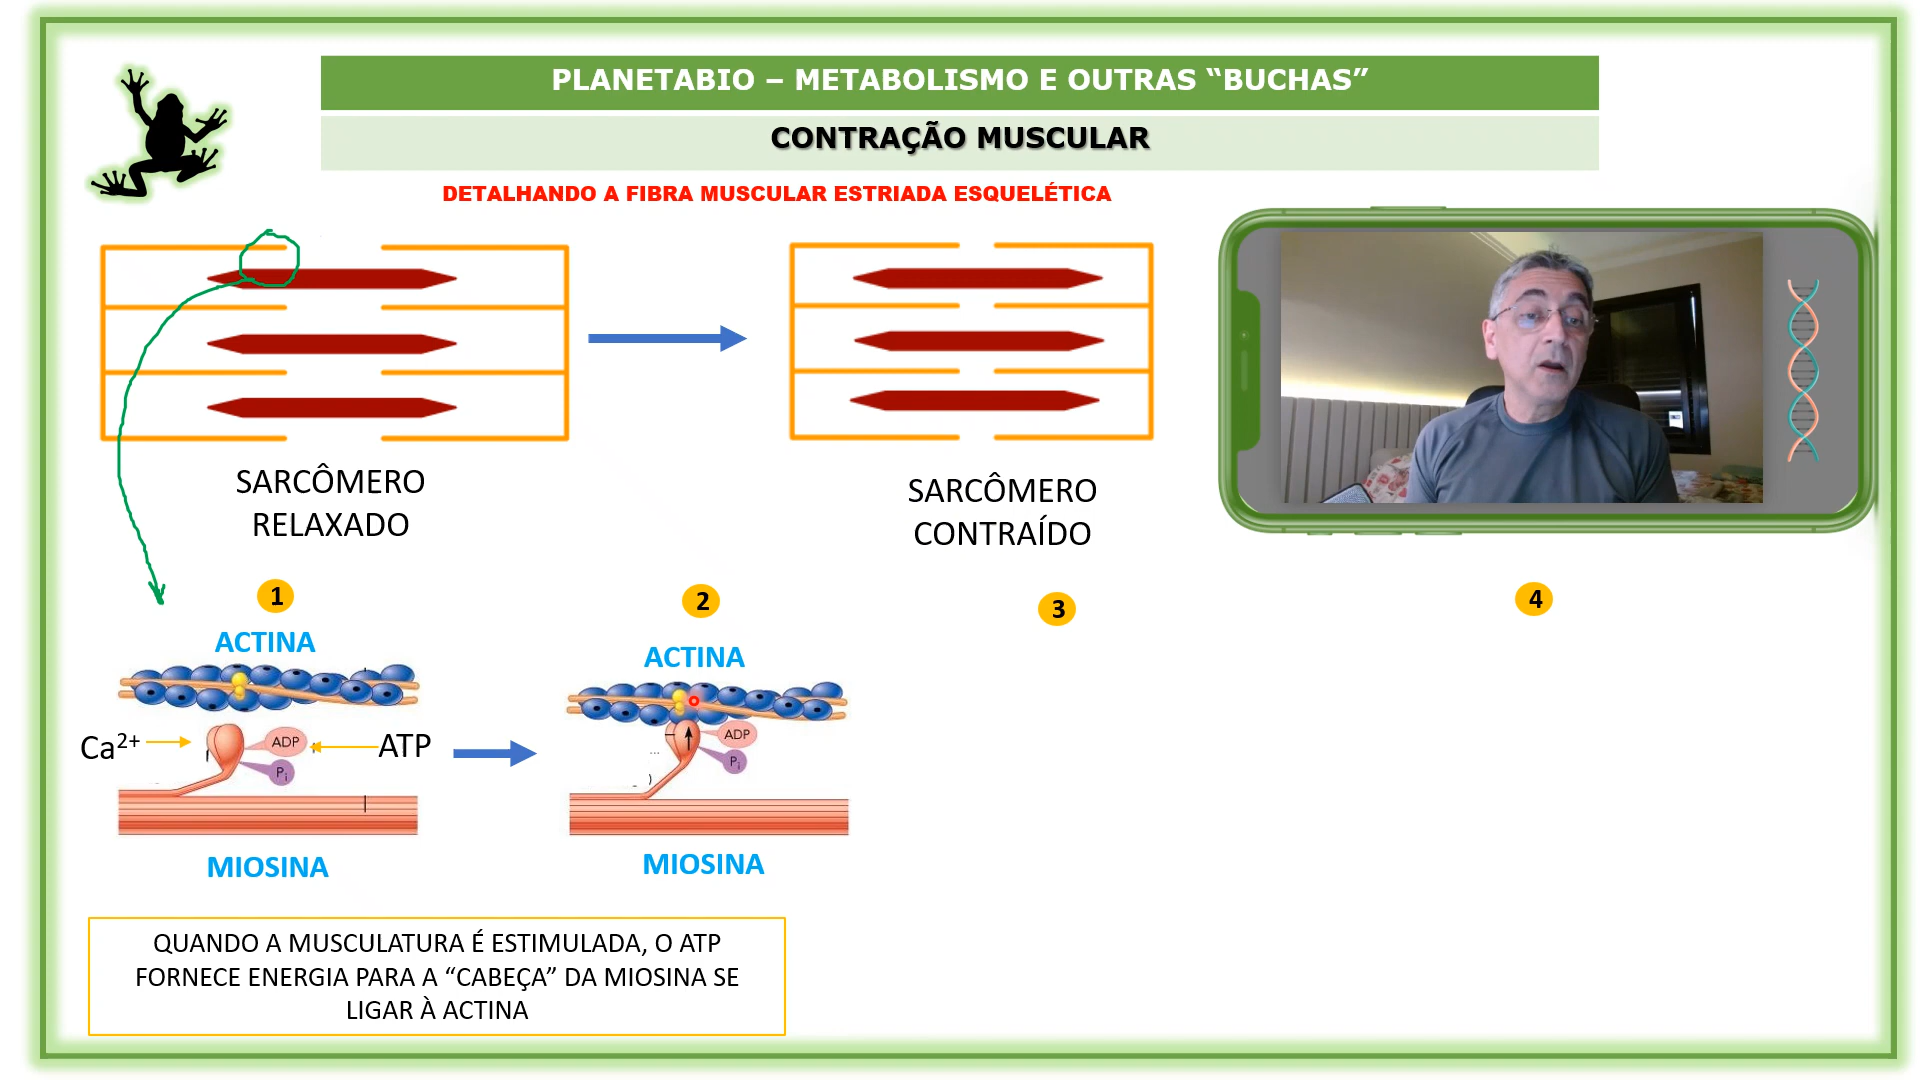 PLANETABIO – METABOLISMO E OUTRAS “BUCHAS”
CONTRAÇÃO MUSCULAR
DETALHANDO A FIBRA MUSCULAR ESTRIADA ESQUELÉTICA
SARCÔMERO
RELAXADO
SARCÔMERO
CONTRAÍDO
1
2
3
4
ACTINA
ACTINA
Ca²⁺
ADP
ATP
Pi
ADP
Pi
MIOSINA
MIOSINA
QUANDO A MUSCULATURA É ESTIMULADA, O ATP
FORNECE ENERGIA PARA A “CABEÇA” DA MIOSINA SE
LIGAR À ACTINA